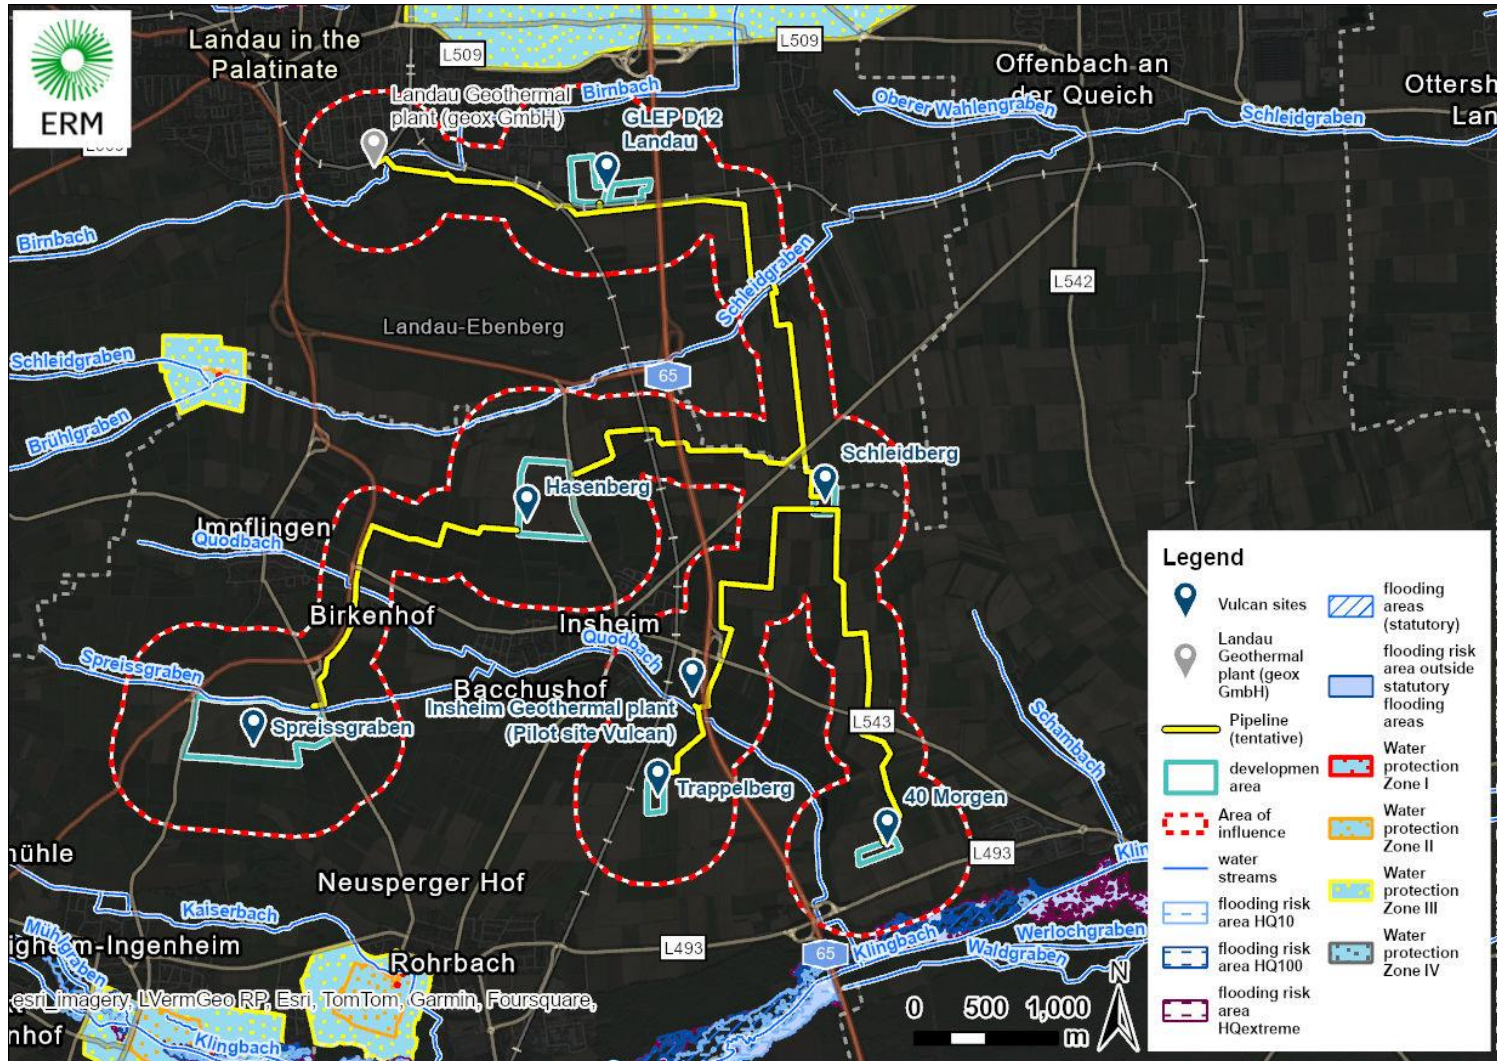 ERM
Landau in the
Palatinate
L509
L509
Offenbach an
der Queich
Landau Geothermal
plant (geox GmbH)
Birnbach
GLEP D12
Landau
Oberer Wahlengraben
Schleidgraben
Birnbach
Schleidgraben
L542
Landau-Ebenberg
Schleidgraben
65
Brühlgraben
Schleidberg
Hasenberg
Impflingen
Quodbach
Birkenhof
Insheim
Quodbach
Spreissgraben
Bacchushof
Insheim Geothermal plant
(Pilot site Vulcan)
Spreissgraben
L543
Schambach
Trappelberg
40 Morgen
L493
Neusperger Hof
Kaiserbach
Mühlgraben
Rohrbach
L493
65
Klingbach
Werlochgraben
Waldgraben
Klingbach
esri_imagery, LVermGeo RP, Esri, TomTom, Garmin, Foursquare,
0 500 1,000
m
N
Legend
Vulcan sites
Landau
Geothermal
plant (geox
GmbH)
Pipeline
(tentative)
developmen
area
Area of
influence
water
streams
flooding risk
area HQ10
flooding risk
area HQ100
flooding risk
area
HQextreme
flooding
areas
(statutory)
flooding risk
area outside
statutory
flooding
areas
Water
protection
Zone I
Water
protection
Zone II
Water
protection
Zone III
Water
protection
Zone IV